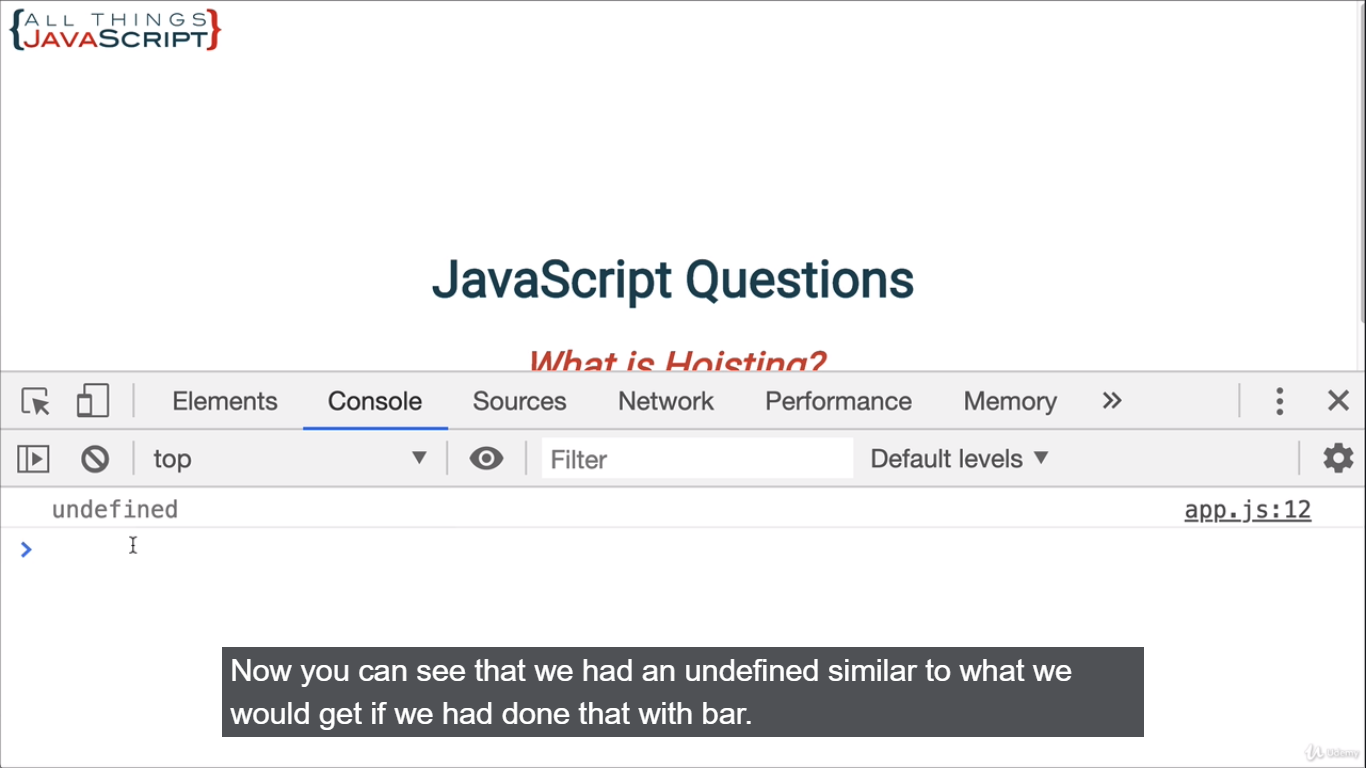 {ALL THINGS
JAVASCRIPT}
JavaScript Questions
What is Hoisting?
Elements Console Sources Network Performance Memory
top Filter Default levels
undefined app.js:12
Now you can see that we had an undefined similar to what we
would get if we had done that with bar.
Udemy